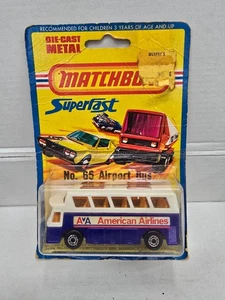 RECOMMENDED FOR CHILDREN 3 YEARS OF AGE AND UP
DIE-CAST
METAL
MATCHBO
Superfast
No. 65 Airport Bus
AA American Airlines